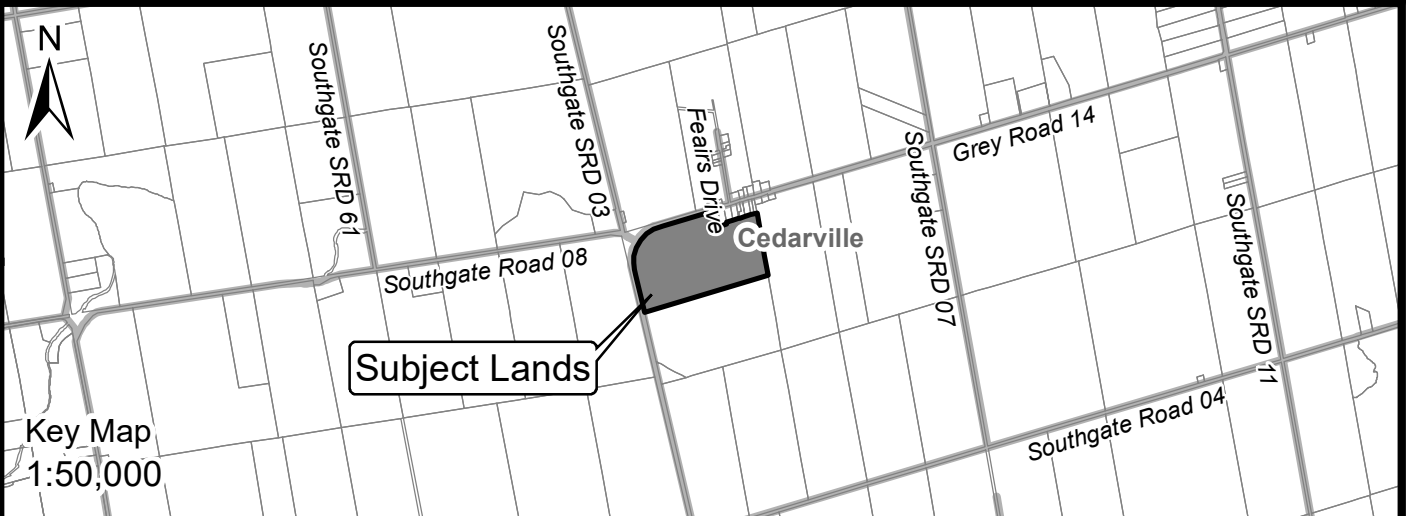 N
Southgate SRD 61
Southgate SRD 03
Feairs Drive
Southgate SRD 07
Grey Road 14
Cedarville
Southgate Road 08
Southgate SRD 11
Subject Lands
Southgate Road 04
Key Map
1:50,000